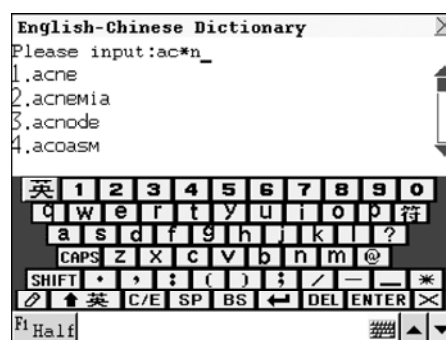 English-Chinese Dictionary
Please input:ac*n_
1.acne
2.acnemia
3.acnode
4.acoasm
英 1 2 3 4 5 6 7 8 9 0
q w e r t y u i o p 符
a s d f g h j k l ?
CAPS z x c v b n m @
SHIFT · , : ( ) ; / — _ *
英 C/E SP BS ← DEL ENTER ×
F1 Half